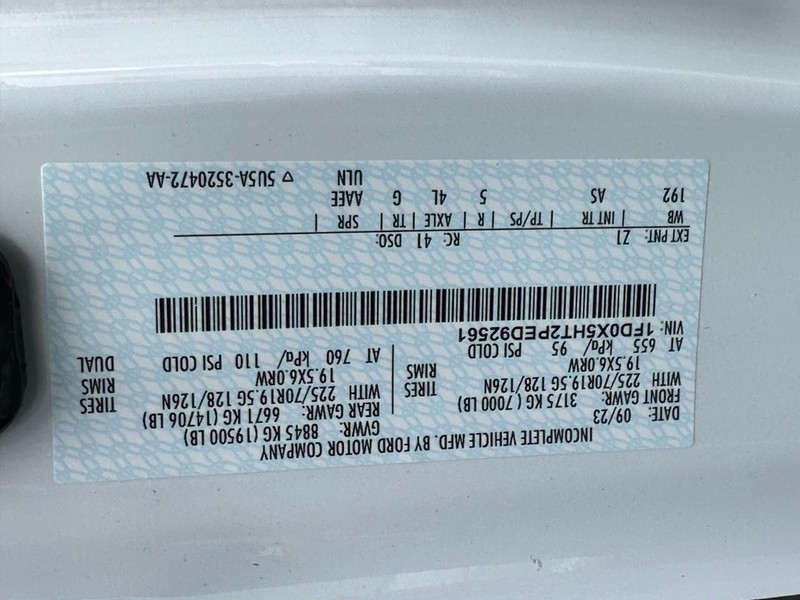 INCOMPLETE VEHICLE MFD. BY FORD MOTOR COMPANY
DATE: 09/23 GVWR: 8845 KG (19500 LB)
FRONT GAWR: 3175 KG ( 7000 LB) REAR GAWR: 6671 KG (14706 LB)
WITH 225/70R19.5G 128/126N TIRES WITH 225/70R19.5G 128/126N TIRES
19.5X6.0RW RIMS 19.5X6.0RW RIMS
AT 655 kPa/ 95 PSI COLD AT 760 kPa/ 110 PSI COLD DUAL
VIN: 1FD0X5HT2PED92561
EXT PNT: Z1 RC: 41 DSO:
WB | INT TR | TP/PS | R | AXLE | TR | SPR |
192 AS 5 4L G AAEE
ULN ▽ 5U5A-3520472-AA